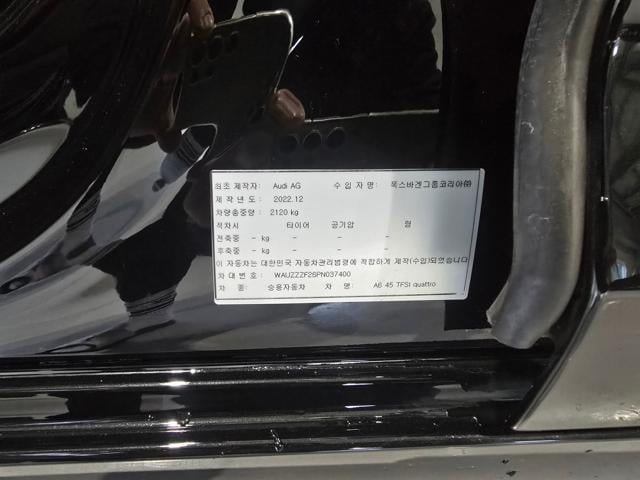 최초 제작자: Audi AG 수 입 자 명: 폭스바겐그룹코리아㈜
제 작 년 도 : 2022.12
차량총중량 : 2120 kg
적차시 타이어 공기압 림
전축중 - kg - - -
후축중 - kg - - -
이 자동차는 대한민국 자동차관리법령에 적합하게 제작(수입)되었습니다
차 대 번 호 : WAUZZZF2SPN037400
차 종: 승용자동차 차 명: A6 45 TFSI quattro